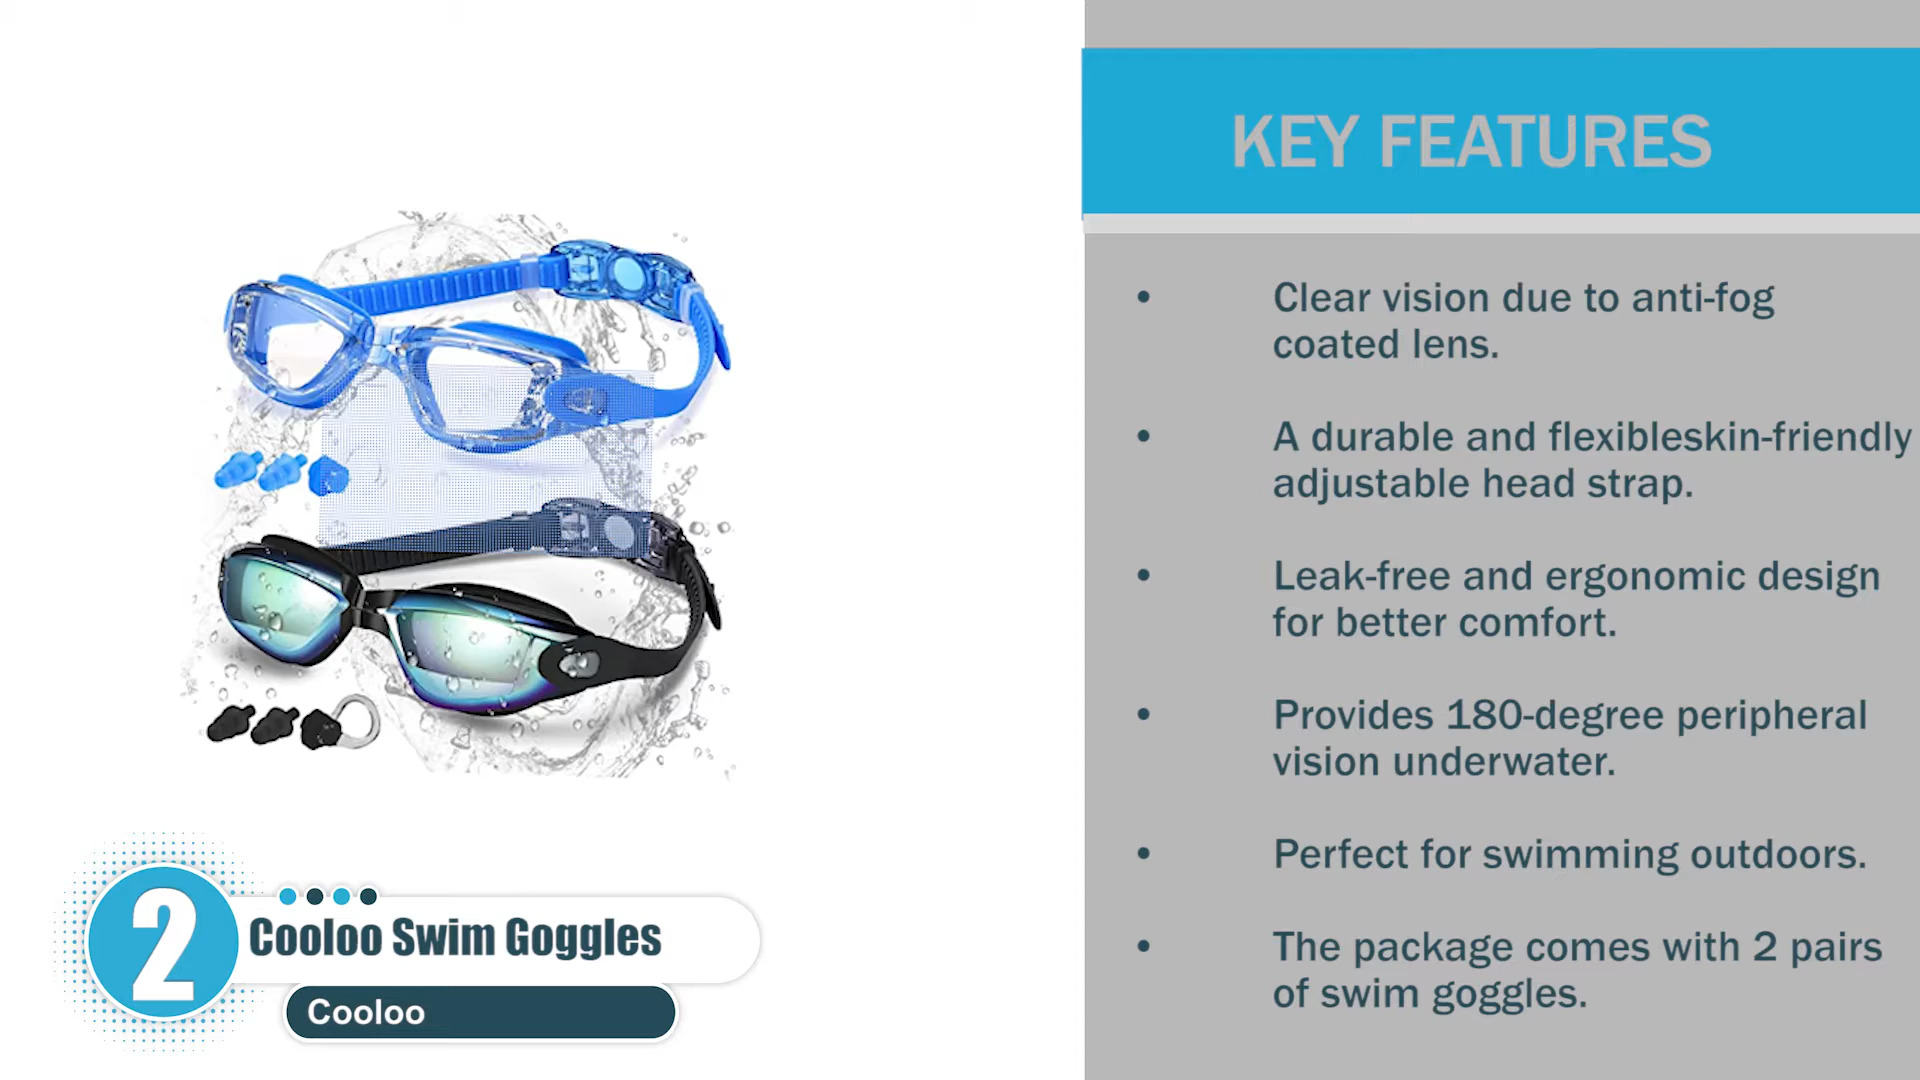 KEY FEATURES
• Clear vision due to anti-fog
coated lens.
• A durable and flexibleskin-friendly
adjustable head strap.
• Leak-free and ergonomic design
for better comfort.
• Provides 180-degree peripheral
vision underwater.
• Perfect for swimming outdoors.
• The package comes with 2 pairs
of swim goggles.
2
Cooloo Swim Goggles
Cooloo